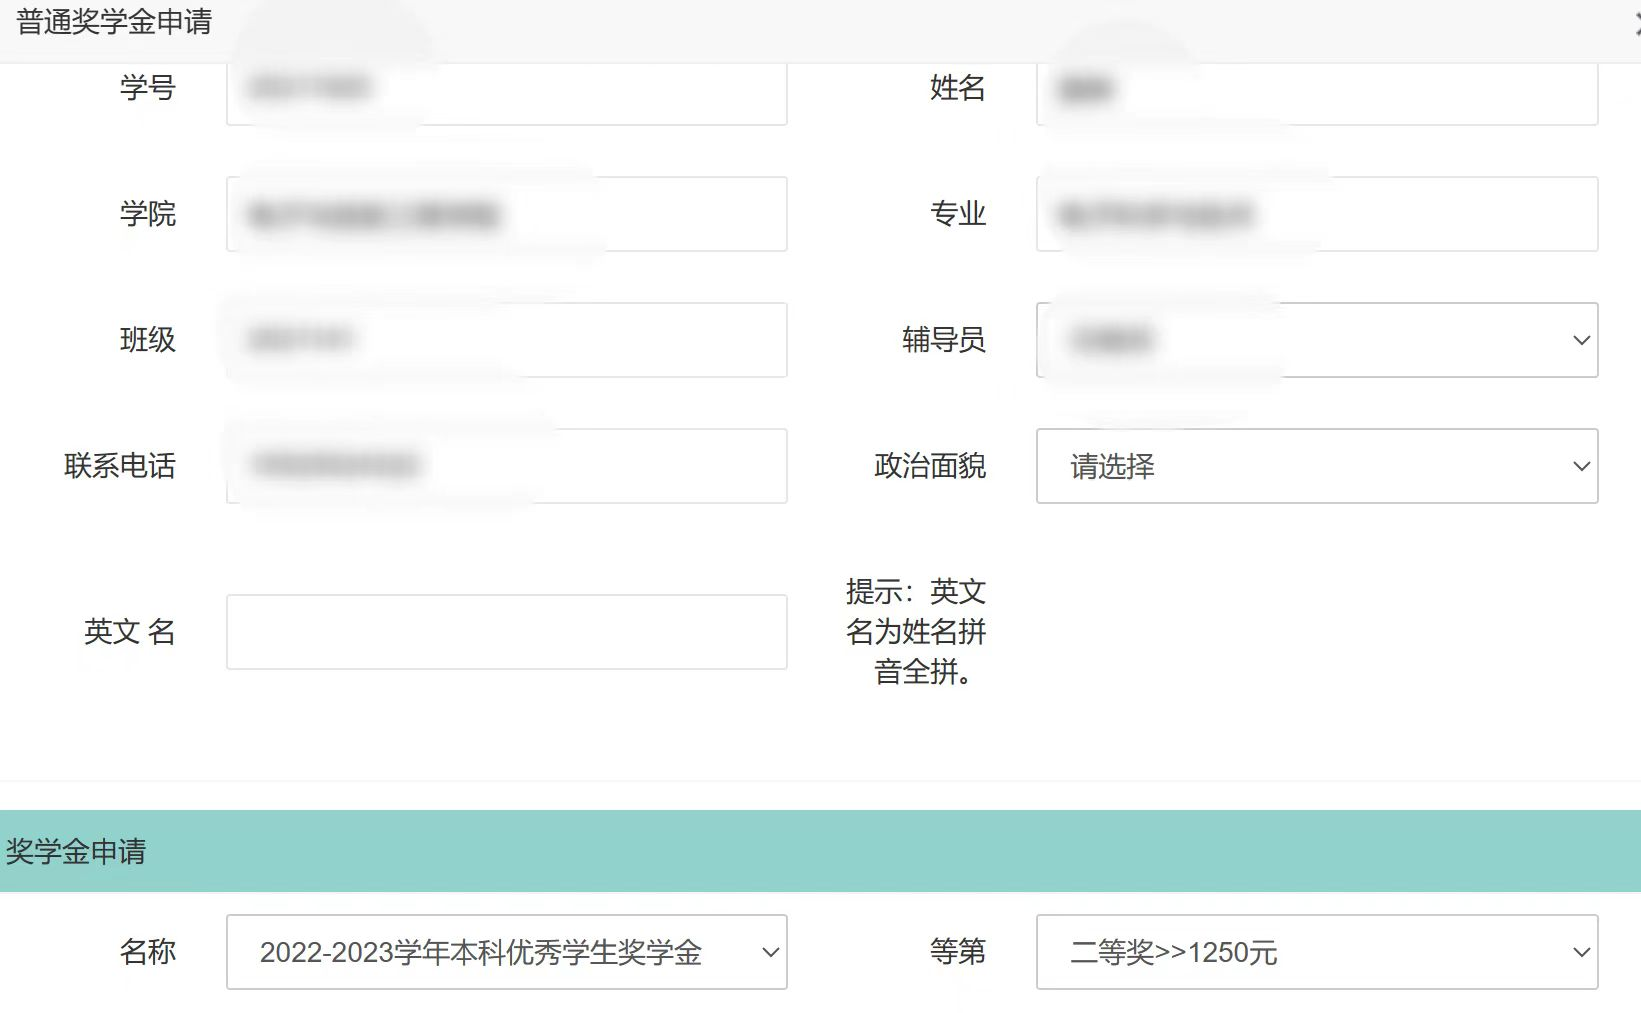 普通奖学金申请
学号
姓名
学院
专业
班级
辅导员
联系电话
政治面貌
请选择
英文 名
提示：英文
名为姓名拼
音全拼。
奖学金申请
名称
2022-2023学年本科优秀学生奖学金
等第
二等奖>>1250元